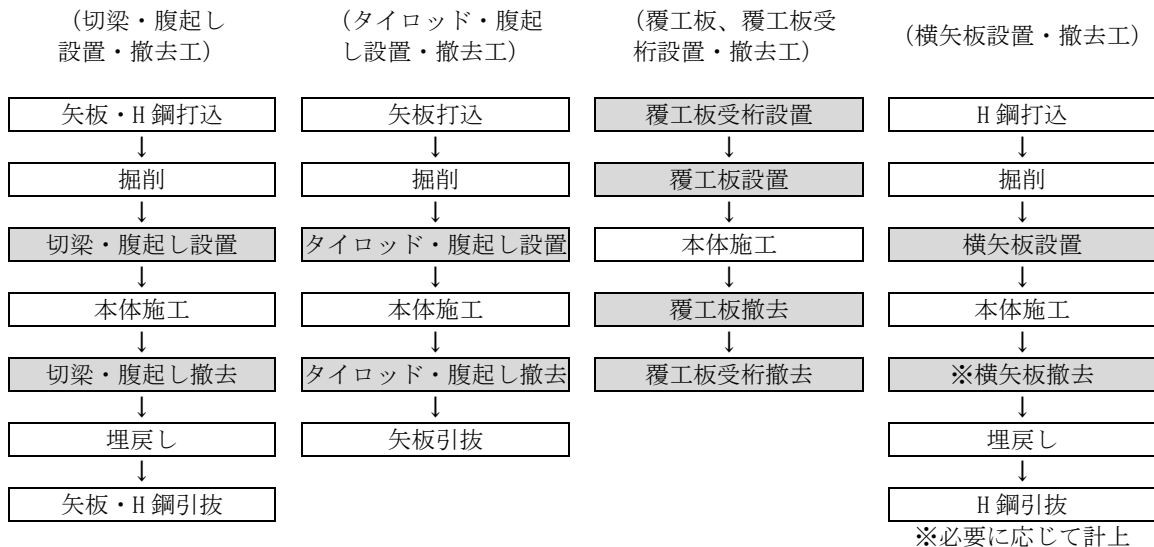 （切梁・腹起し
設置・撤去工）
矢板・H 鋼打込
↓
掘削
↓
切梁・腹起し設置
↓
本体施工
↓
切梁・腹起し撤去
↓
埋戻し
↓
矢板・H 鋼引抜
（タイロッド・腹起
し設置・撤去工）
矢板打込
↓
掘削
↓
タイロッド・腹起し設置
↓
本体施工
↓
タイロッド・腹起し撤去
↓
矢板引抜
（覆工板、覆工板受
桁設置・撤去工）
覆工板受桁設置
↓
覆工板設置
↓
本体施工
↓
覆工板撤去
↓
覆工板受桁撤去
（横矢板設置・撤去工）
H 鋼打込
↓
掘削
↓
横矢板設置
↓
本体施工
↓
※横矢板撤去
↓
埋戻し
↓
H 鋼引抜
※必要に応じて計上